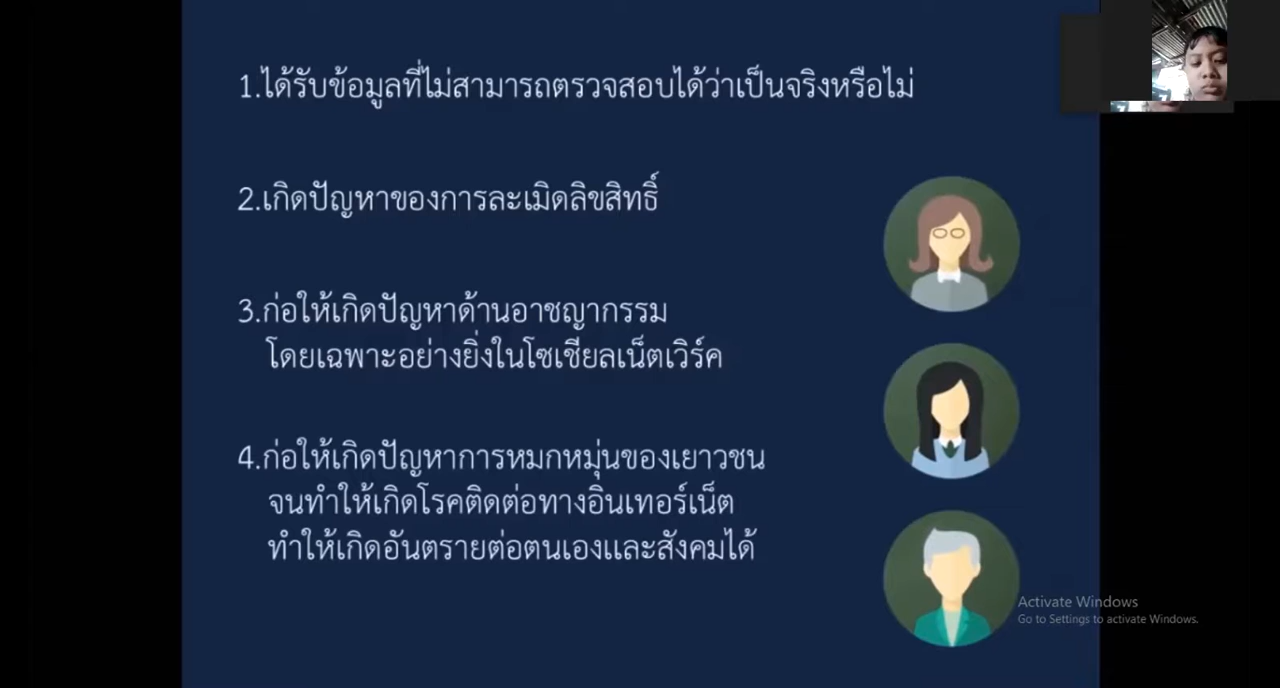 1.ได้รับข้อมูลที่ไม่สามารถตรวจสอบได้ว่าเป็นจริงหรือไม่
2.เกิดปัญหาของการละเมิดลิขสิทธิ์
3.ก่อให้เกิดปัญหาด้านอาชญากรรม
โดยเฉพาะอย่างยิ่งในโซเชียลเน็ตเวิร์ค
4.ก่อให้เกิดปัญหาการหมกหมุ่นของเยาวชน
จนทำให้เกิดโรคติดต่อทางอินเทอร์เน็ต
ทำให้เกิดอันตรายต่อตนเองและสังคมได้
Activate Windows
Go to Settings to activate Windows.